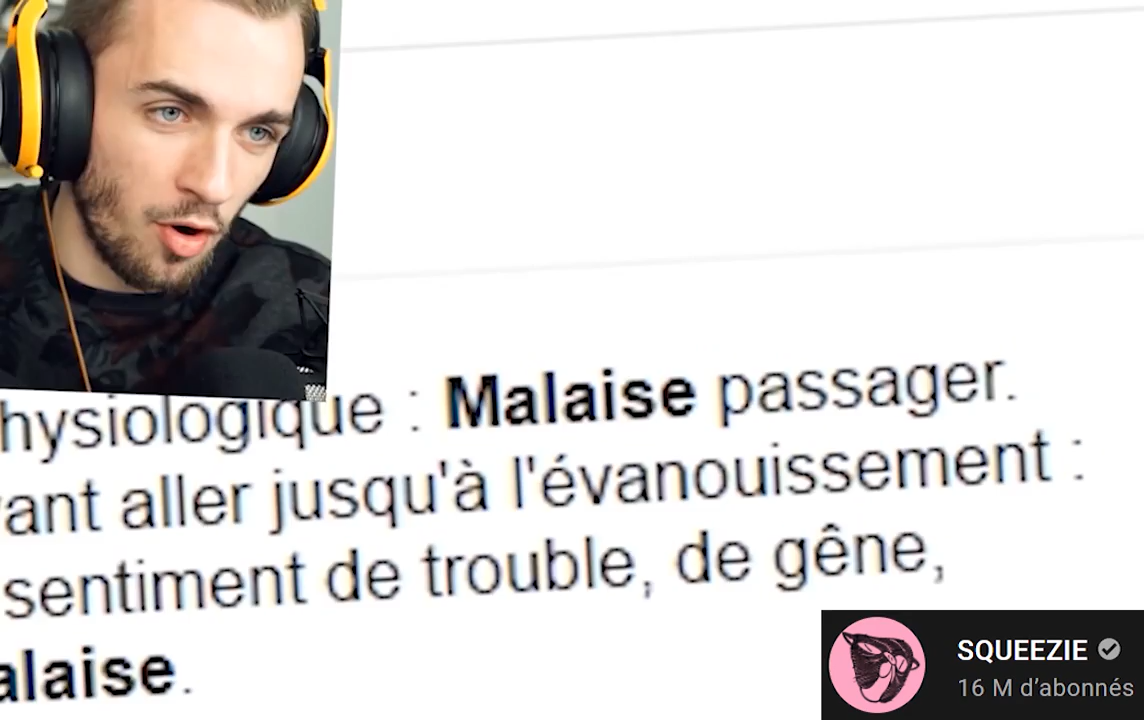 hysiologique : Malaise passager.
ant aller jusqu'à l'évanouissement :
sentiment de trouble, de gêne,
alaise.
SQUEEZIE
16 M d'abonnés